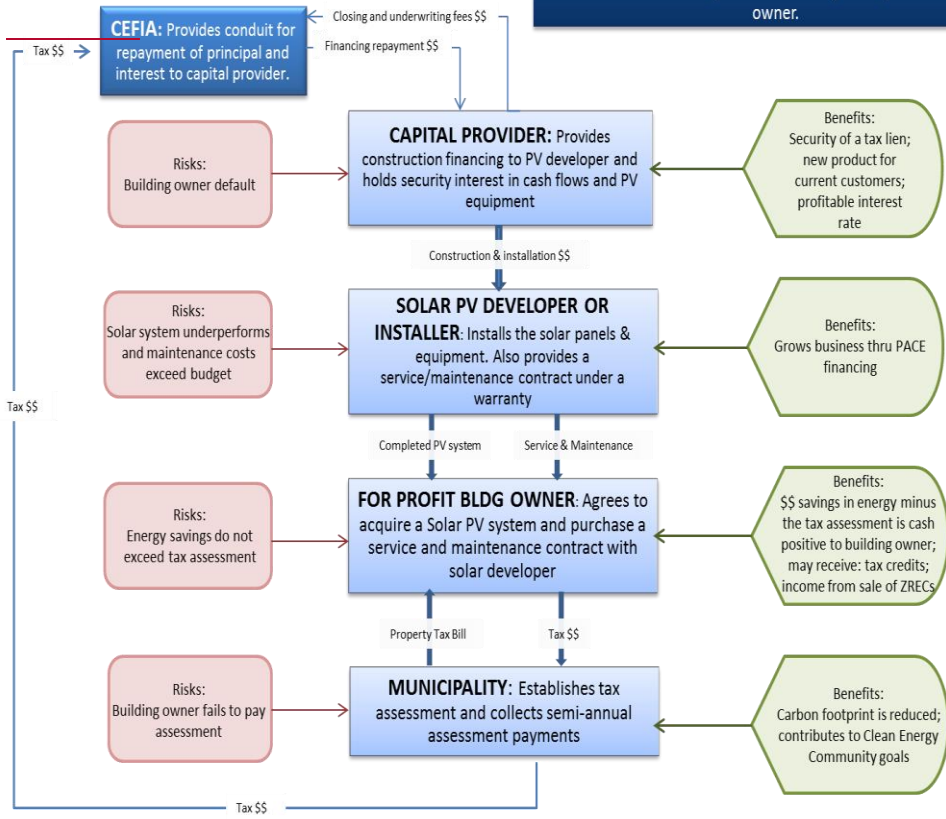 owner.
Closing and underwriting fees $$
CEFIA: Provides conduit for
repayment of principal and
interest to capital provider.
Tax $$
Financing repayment $$
Risks:
Building owner default
CAPITAL PROVIDER: Provides
construction financing to PV developer and
holds security interest in cash flows and PV
equipment
Benefits:
Security of a tax lien;
new product for
current customers;
profitable interest
rate
Construction & installation $$
Risks:
Solar system underperforms
and maintenance costs
exceed budget
SOLAR PV DEVELOPER OR
INSTALLER: Installs the solar panels &
equipment. Also provides a
service/maintenance contract under a
warranty
Benefits:
Grows business thru PACE
financing
Tax $$
Completed PV system
Service & Maintenance
Risks:
Energy savings do not
exceed tax assessment
FOR PROFIT BLDG OWNER: Agrees to
acquire a Solar PV system and purchase a
service and maintenance contract with
solar developer
Benefits:
$$ savings in energy minus
the tax assessment is cash
positive to building owner;
may receive: tax credits;
income from sale of ZRECs
Property Tax Bill
Tax $$
Risks:
Building owner fails to pay
assessment
MUNICIPALITY: Establishes tax
assessment and collects semi-annual
assessment payments
Benefits:
Carbon footprint is reduced;
contributes to Clean Energy
Community goals
Tax $$